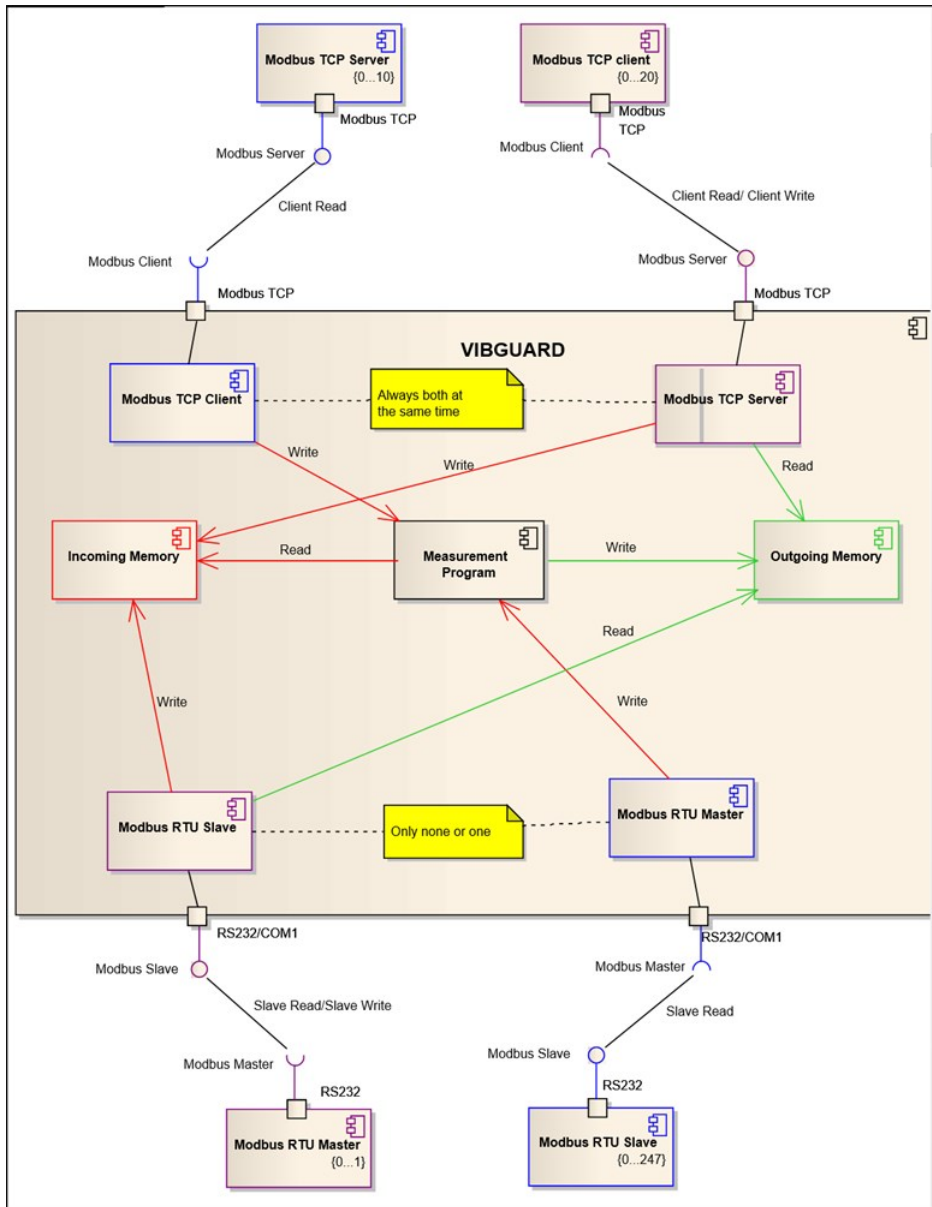 Modbus TCP Server
{0...10}
Modbus TCP client
{0...20}
Modbus TCP
Modbus
TCP
Modbus Server
Modbus Client
Client Read
Client Read/ Client Write
Modbus Client
Modbus Server
Modbus TCP
Modbus TCP
VIBGUARD
Modbus TCP Client
Always both at
the same time
Modbus TCP Server
Write
Write
Read
Incoming Memory
Read
Measurement
Program
Write
Outgoing Memory
Read
Write
Write
Modbus RTU Slave
Only none or one
Modbus RTU Master
RS232/COM1
RS232/COM1
Modbus Slave
Modbus Master
Slave Read/Slave Write
Slave Read
Modbus Master
Modbus Slave
RS232
RS232
Modbus RTU Master
{0...1}
Modbus RTU Slave
{0...247}